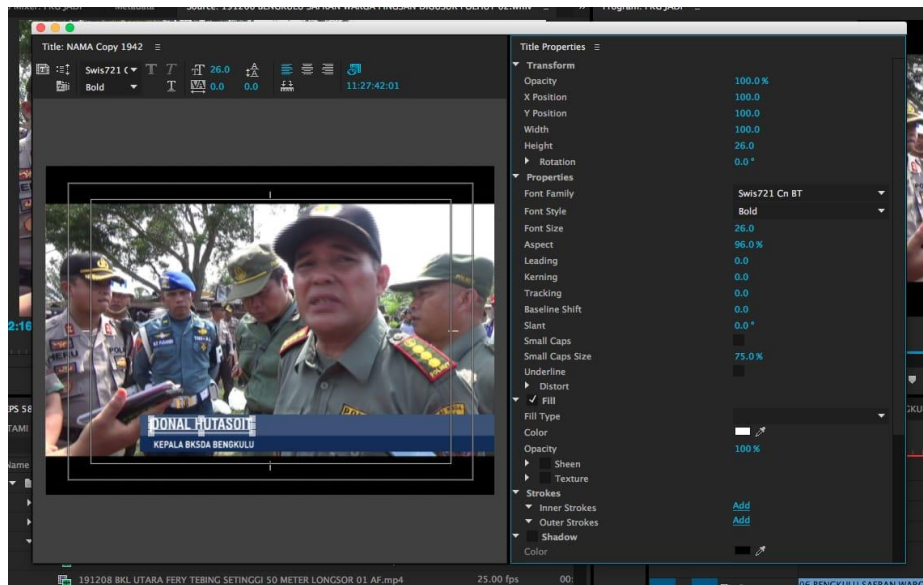 Title: NAMA Copy 1942
Swis721 C
26.0
Bold
0.0
0.0
11:27:42:01
DONAL HUTASOIT
KEPALA BKSDA BENGKULU
POLHUT
Title Properties
Transform
Opacity 100.0 %
X Position 100.0
Y Position 100.0
Width 100.0
Height 26.0
Rotation 0.0 °
Properties
Font Family Swis721 Cn BT
Font Style Bold
Font Size 26.0
Aspect 96.0 %
Leading 0.0
Kerning 0.0
Tracking 0.0
Baseline Shift 0.0
Slant 0.0 °
Small Caps
Small Caps Size 75.0 %
Underline
Distort
Fill
Fill Type
Color
Opacity 100 %
Sheen
Texture
Strokes
Inner Strokes Add
Outer Strokes Add
Shadow
Color
2:16
TAMI
Name
191208 BKL UTARA FERY TEBING SETINGGI 50 METER LONGSOR 01 AF.mp4
25.00 fps
00: